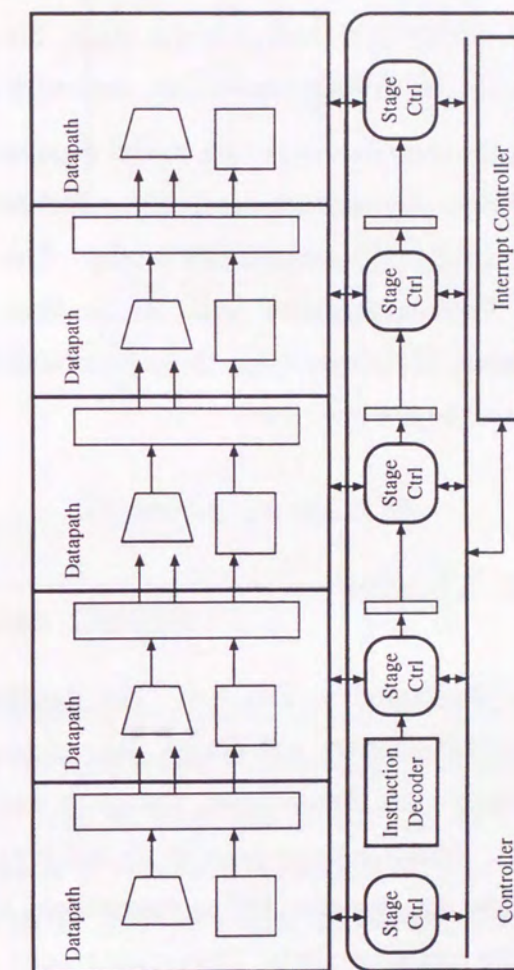 Datapath
Datapath
Datapath
Datapath
Datapath
Stage
Ctrl
Instruction
Decoder
Stage
Ctrl
Stage
Ctrl
Stage
Ctrl
Stage
Ctrl
Controller
Interrupt Controller